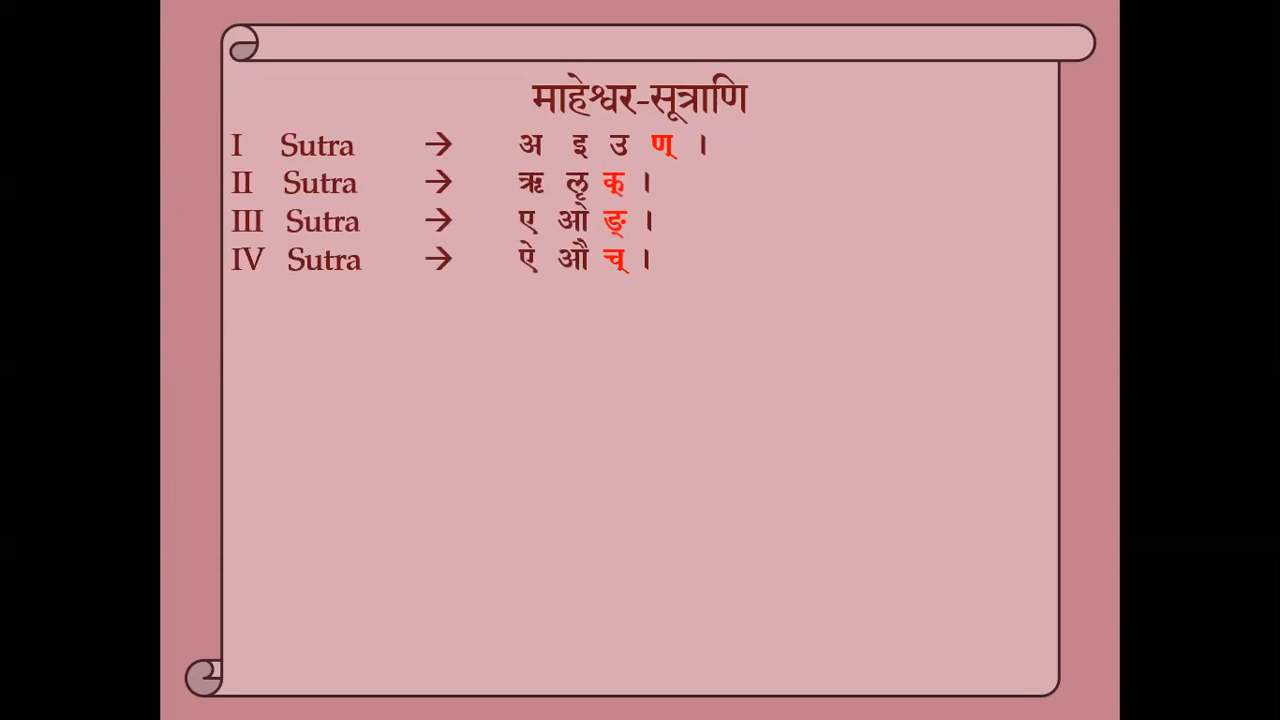 माहेश्वर-सूत्राणि
I Sutra → अ इ उ ण् ।
II Sutra → ऋ लृ क् ।
III Sutra → ए ओ ङ् ।
IV Sutra → ऐ औ च् ।